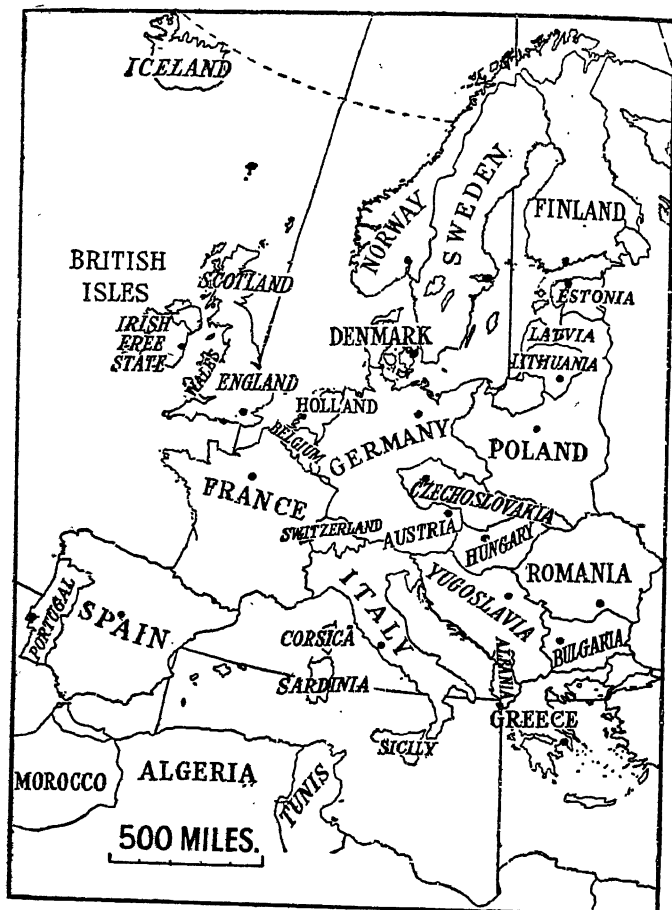 ICELAND
NORWAY
SWEDEN
FINLAND
BRITISH
ISLES
SCOTLAND
IRISH
FREE
STATE
WALES
ENGLAND
DENMARK
ESTONIA
LATVIA
LITHUANIA
HOLLAND
BELGIUM
GERMANY
POLAND
FRANCE
CZECHOSLOVAKIA
SWITZERLAND
AUSTRIA
HUNGARY
ROMANIA
ITALY
YUGOSLAVIA
PORTUGAL
SPAIN
CORSICA
SARDINIA
ALBANIA
BULGARIA
GREECE
SICILY
MOROCCO
ALGERIA
TUNIS
500 MILES.